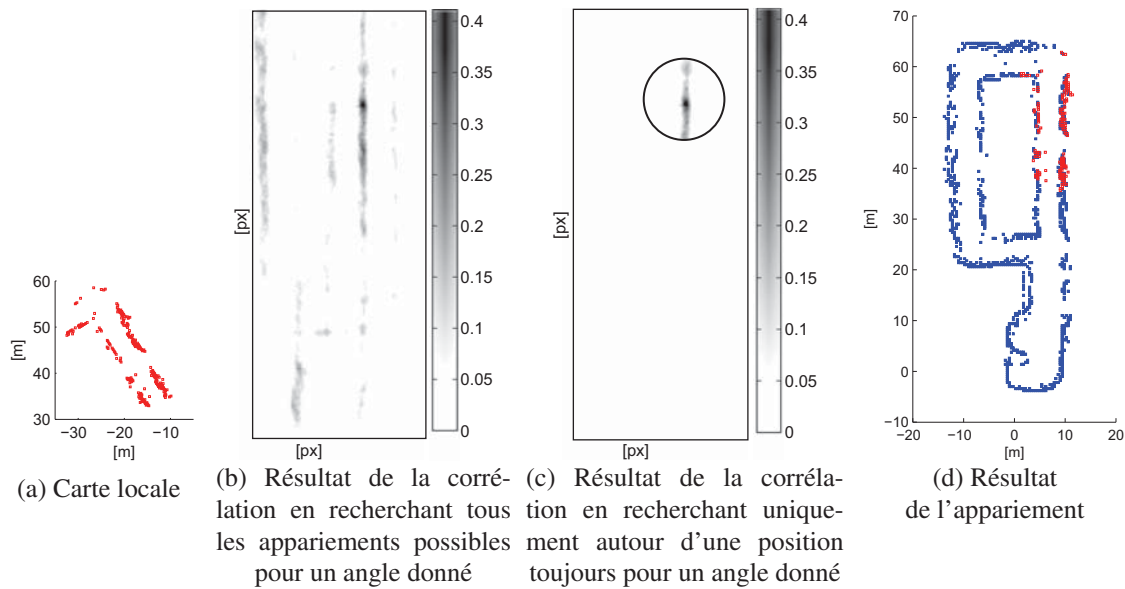 60
50
40
30
[m]
−30
−20
−10
[m]
(a) Carte locale
[px]
[px]
0.4
0.35
0.3
0.25
0.2
0.15
0.1
0.05
0
(b) Résultat de la corré-
lation en recherchant tous
les appariements possibles
pour un angle donné
[px]
[px]
0.4
0.35
0.3
0.25
0.2
0.15
0.1
0.05
0
(c) Résultat de la corréla-
tion en recherchant unique-
ment autour d’une position
toujours pour un angle donné
70
60
50
40
30
20
10
0
−10
[m]
−20
−10
0
10
20
[m]
(d) Résultat
de l’appariement